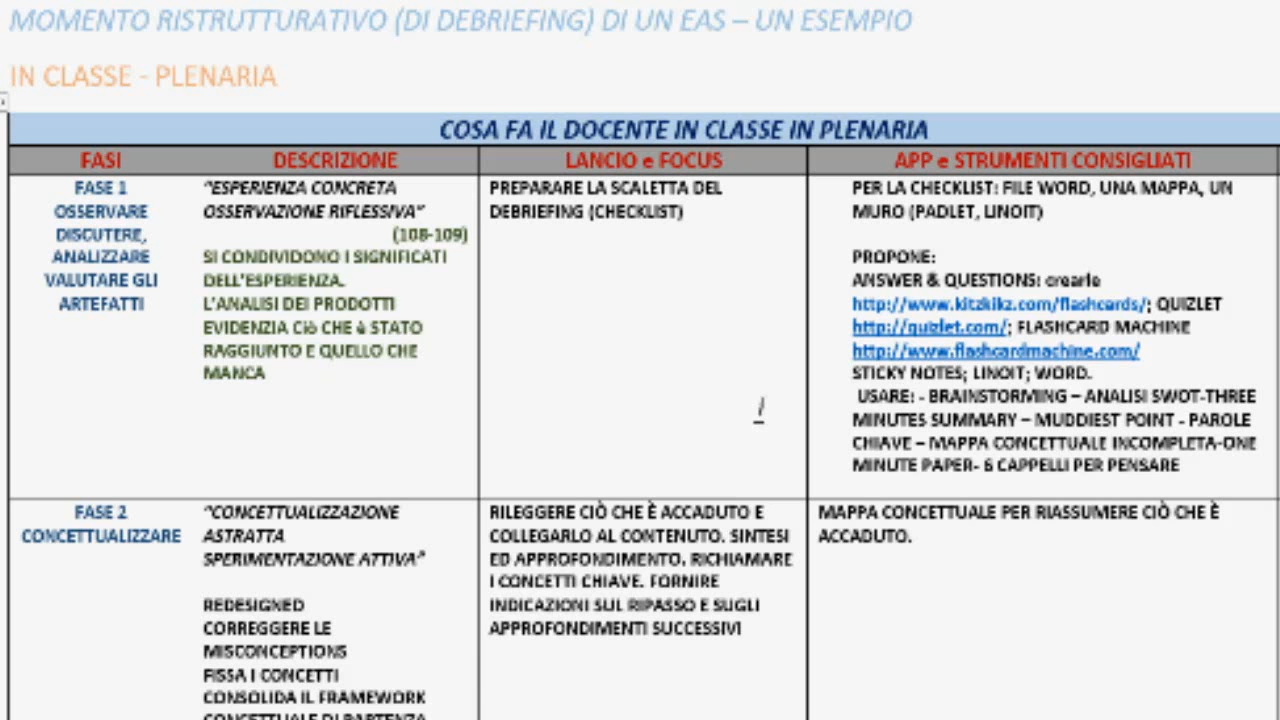 MOMENTO RISTRUTTURATIVO (DI DEBRIEFING) DI UN EAS – UN ESEMPIO
IN CLASSE - PLENARIA
COSA FA IL DOCENTE IN CLASSE IN PLENARIA
FASI
DESCRIZIONE
LANCIO e FOCUS
APP e STRUMENTI CONSIGLIATI
FASE 1
OSSERVARE
DISCUTERE,
ANALIZZARE
VALUTARE GLI
ARTEFATTI
"ESPERIENZA CONCRETA
OSSERVAZIONE RIFLESSIVA"
(108-109)
SI CONDIVIDONO I SIGNIFICATI
DELL'ESPERIENZA.
L'ANALISI DEI PRODOTTI
EVIDENZIA Ciò CHE è STATO
RAGGIUNTO E QUELLO CHE
MANCA
PREPARARE LA SCALETTA DEL
DEBRIEFING (CHECKLIST)
PER LA CHECKLIST: FILE WORD, UNA MAPPA, UN
MURO (PADLET, LINOIT)
PROPONE:
ANSWER & QUESTIONS: crearle
http://www.kitzkikz.com/flashcards/; QUIZLET
http://quizlet.com/; FLASHCARD MACHINE
http://www.flashcardmachine.com/
STICKY NOTES; LINOIT; WORD.
USARE: - BRAINSTORMING – ANALISI SWOT-THREE
MINUTES SUMMARY – MUDDIEST POINT - PAROLE
CHIAVE – MAPPA CONCETTUALE INCOMPLETA-ONE
MINUTE PAPER- 6 CAPPELLI PER PENSARE
FASE 2
CONCETTUALIZZARE
"CONCETTUALIZZAZIONE
ASTRATTA
SPERIMENTAZIONE ATTIVA"
REDESIGNED
CORREGGERE LE
MISCONCEPTIONS
FISSA I CONCETTI
CONSOLIDA IL FRAMEWORK
CONCETTUALE DI PARTENZA
RILEGGERE CIÒ CHE È ACCADUTO E
COLLEGARLO AL CONTENUTO. SINTESI
ED APPROFONDIMENTO. RICHIAMARE
I CONCETTI CHIAVE. FORNIRE
INDICAZIONI SUL RIPASSO E SUGLI
APPROFONDIMENTI SUCCESSIVI
MAPPA CONCETTUALE PER RIASSUMERE CIÒ CHE È
ACCADUTO.